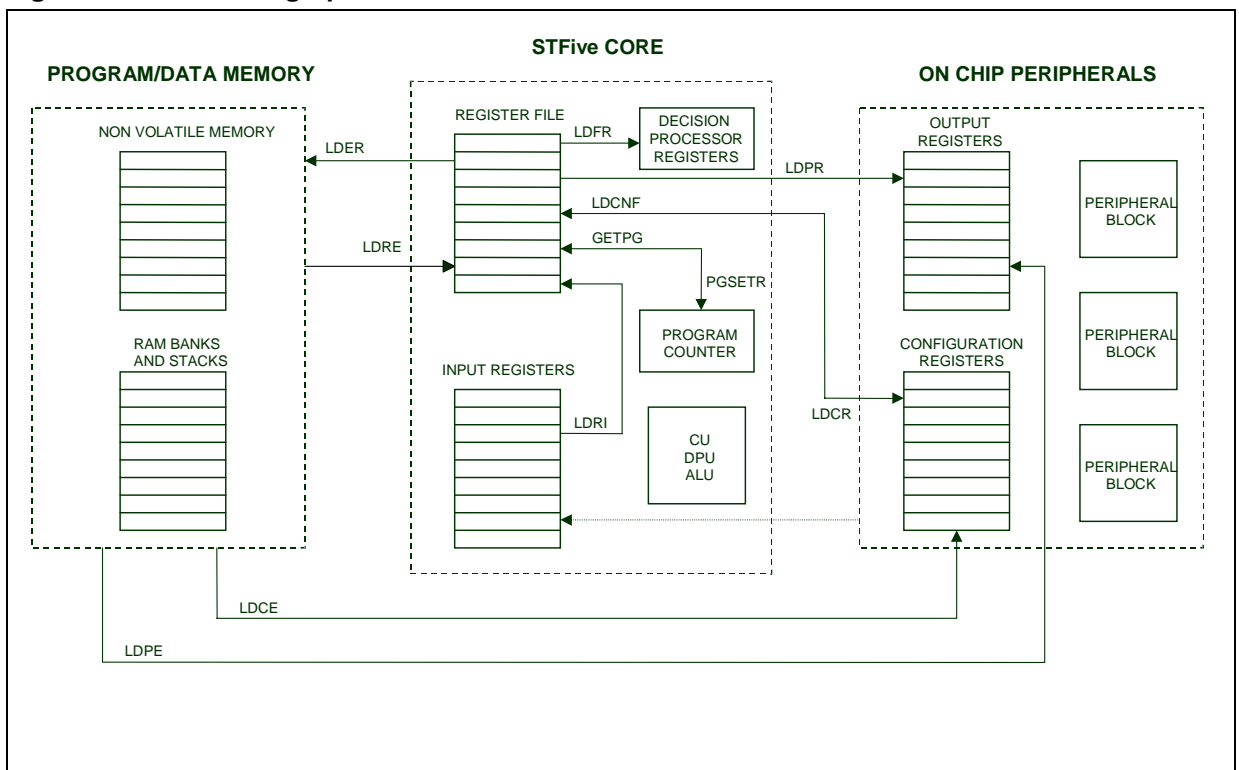 STFive CORE
PROGRAM/DATA MEMORY
ON CHIP PERIPHERALS
NON VOLATILE MEMORY
REGISTER FILE
DECISION
PROCESSOR
REGISTERS
OUTPUT
REGISTERS
LDER
LDFR
LDPR
PERIPHERAL
BLOCK
LDCNF
LDRE
GETPG
PGSETR
RAM BANKS
AND STACKS
PROGRAM
COUNTER
CONFIGURATION
REGISTERS
PERIPHERAL
BLOCK
INPUT REGISTERS
LDRI
LDCR
CU
DPU
ALU
PERIPHERAL
BLOCK
LDCE
LDPE